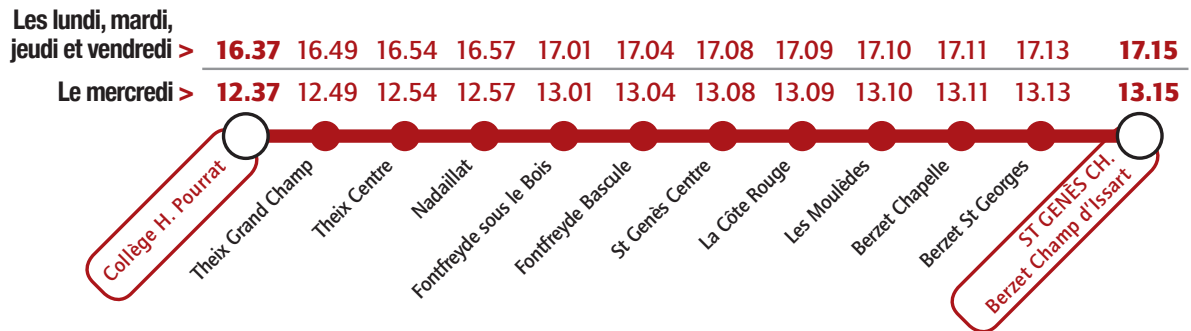 Les lundi, mardi,
jeudi et vendredi > 16.37 16.49 16.54 16.57 17.01 17.04 17.08 17.09 17.10 17.11 17.13 17.15
Le mercredi > 12.37 12.49 12.54 12.57 13.01 13.04 13.08 13.09 13.10 13.11 13.13 13.15
Collège H. Pourrat
Theix Grand Champ
Theix Centre
Nadaillat
Fontfreyde sous le Bois
Fontfreyde Bascule
St Genès Centre
La Côte Rouge
Les Moulèdes
Berzet Chapelle
Berzet St Georges
ST GENÈS CH.
Berzet Champ d'Issart